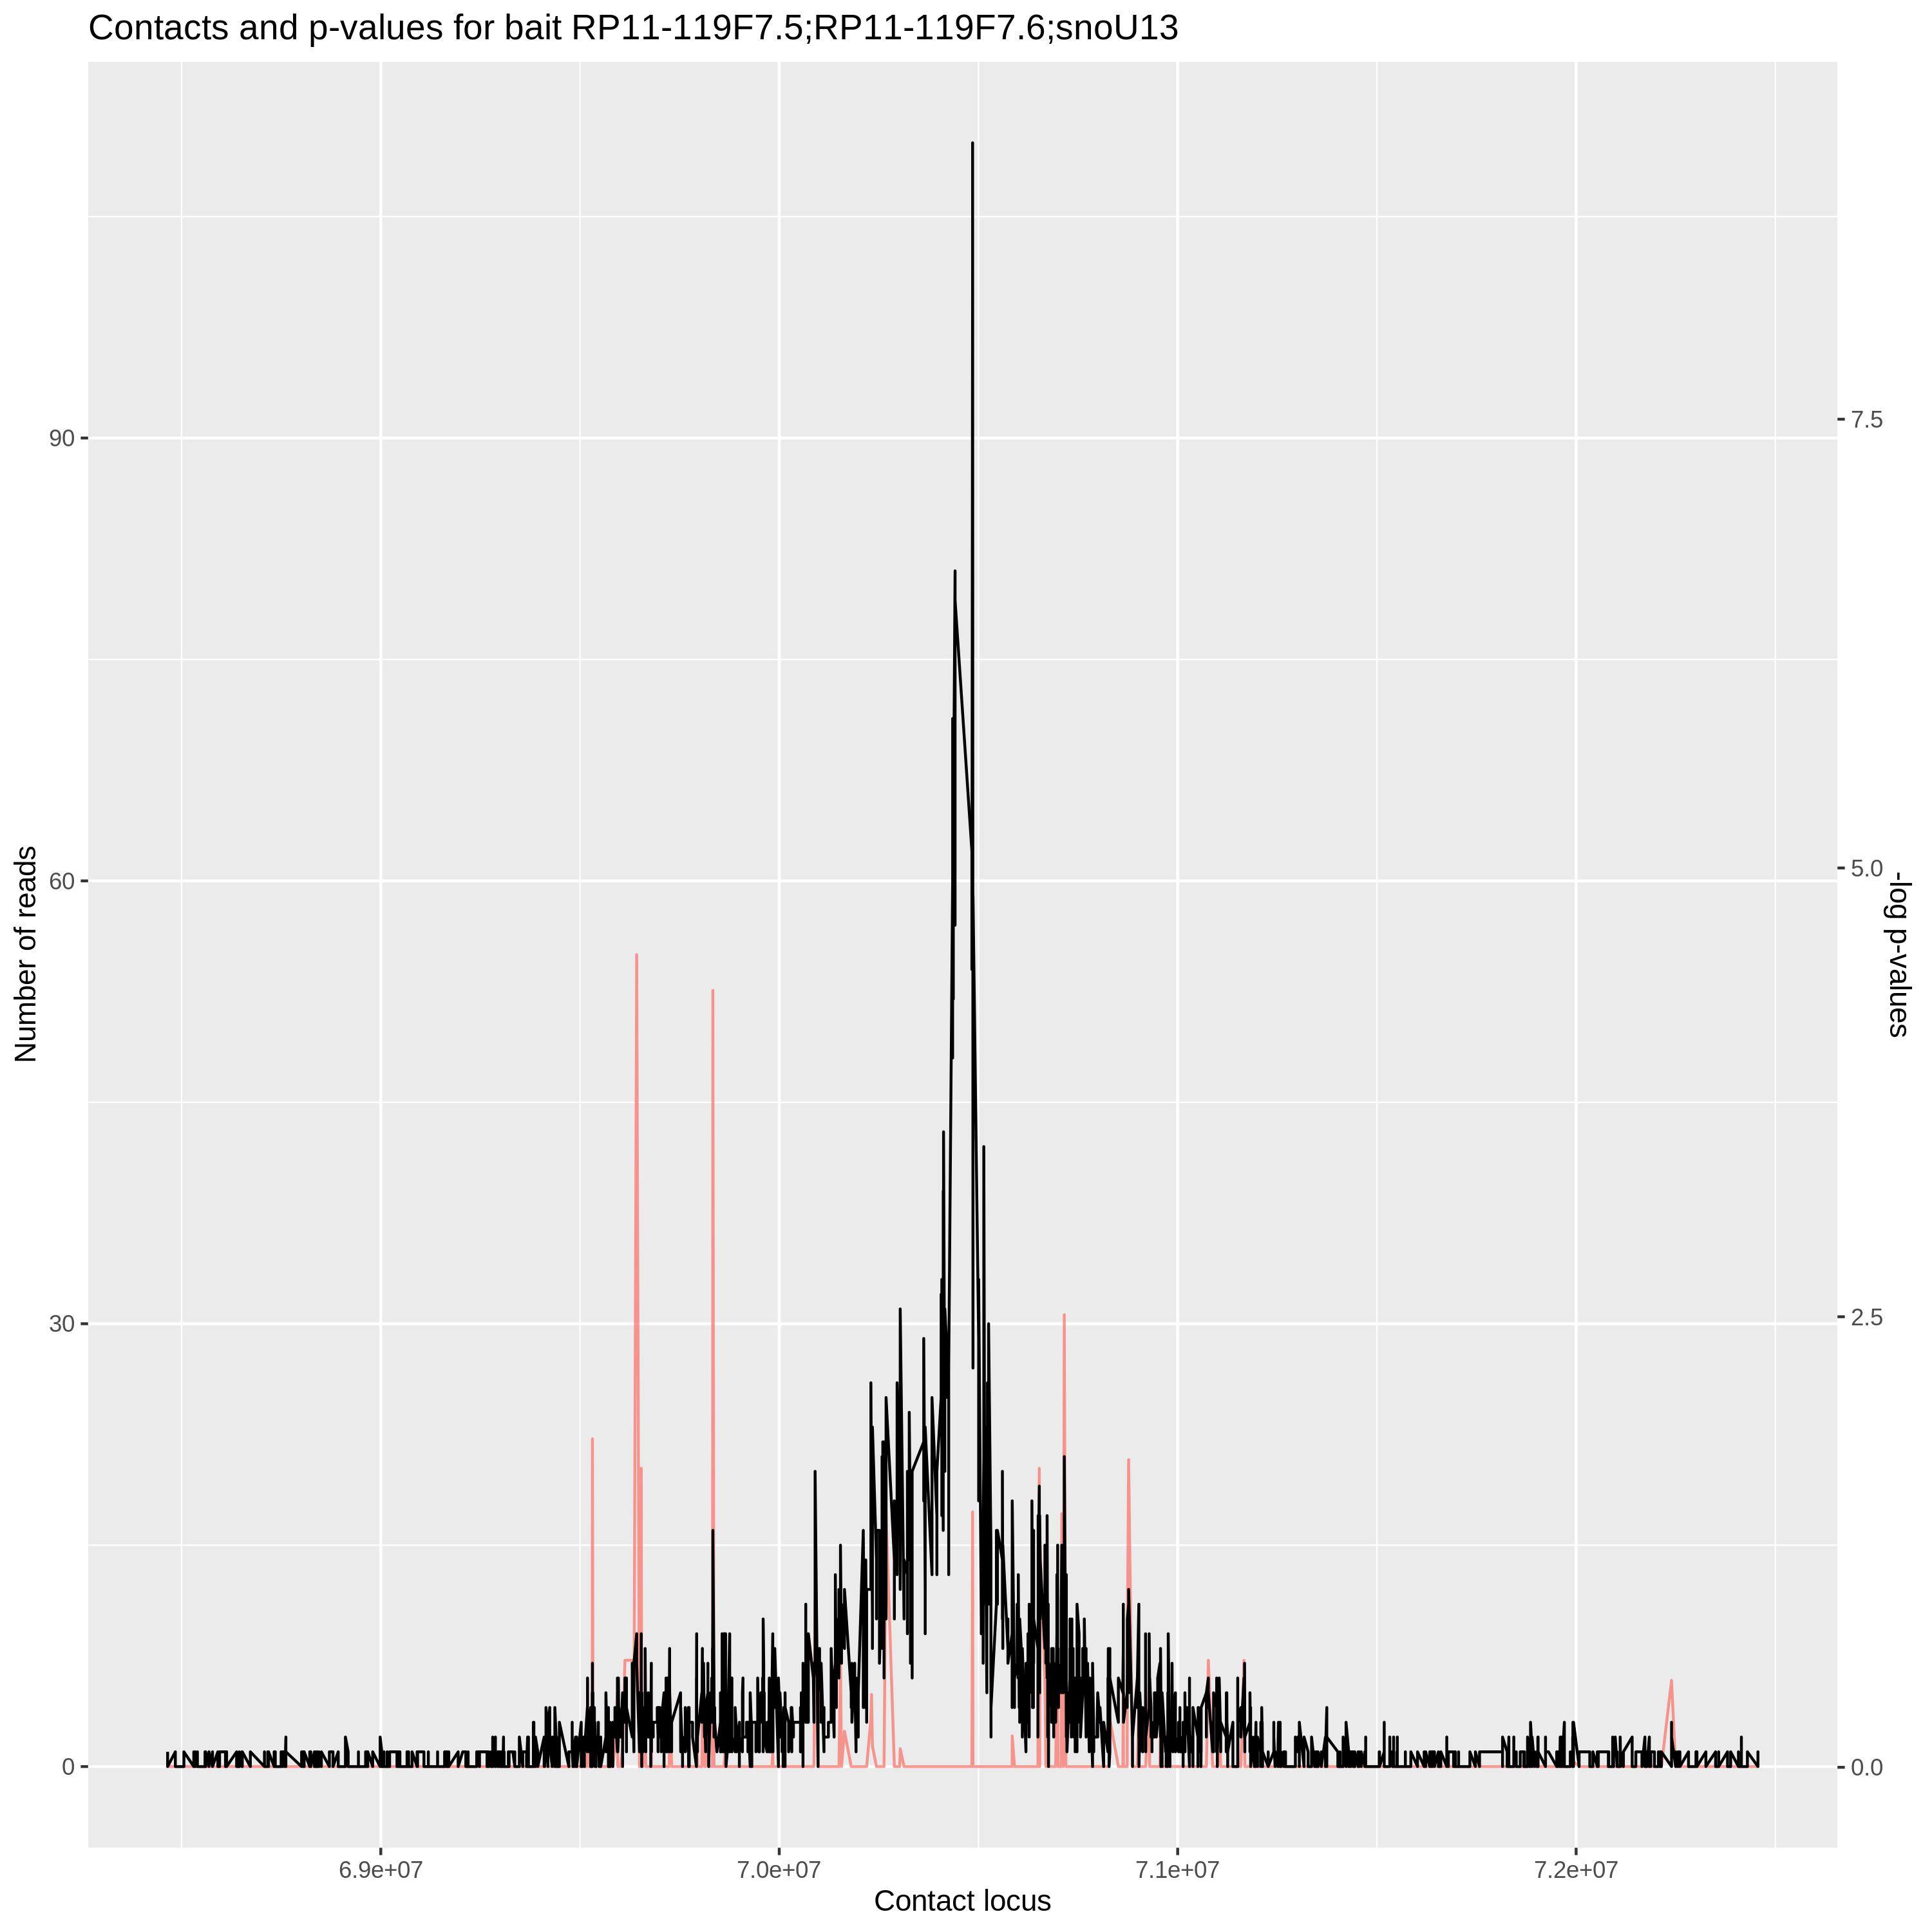 Contacts and p-values for bait RP11-119F7.5;RP11-119F7.6;snoU13
Number of reads
90
60
30
0
7.5
5.0
2.5
0.0
-log p-values
6.9e+07 7.0e+07 7.1e+07 7.2e+07
Contact locus